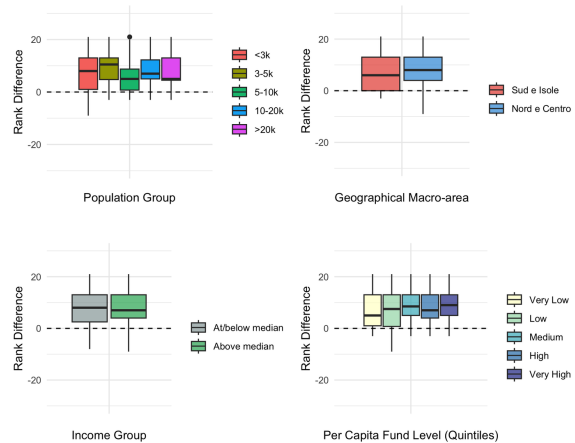 Rank Difference
20
0
-20
Population Group
<3k
3-5k
5-10k
10-20k
>20k
Rank Difference
20
0
-20
Geographical Macro-area
Sud e Isole
Nord e Centro
Rank Difference
20
0
-20
Income Group
At/below median
Above median
Rank Difference
20
0
-20
Per Capita Fund Level (Quintiles)
Very Low
Low
Medium
High
Very High